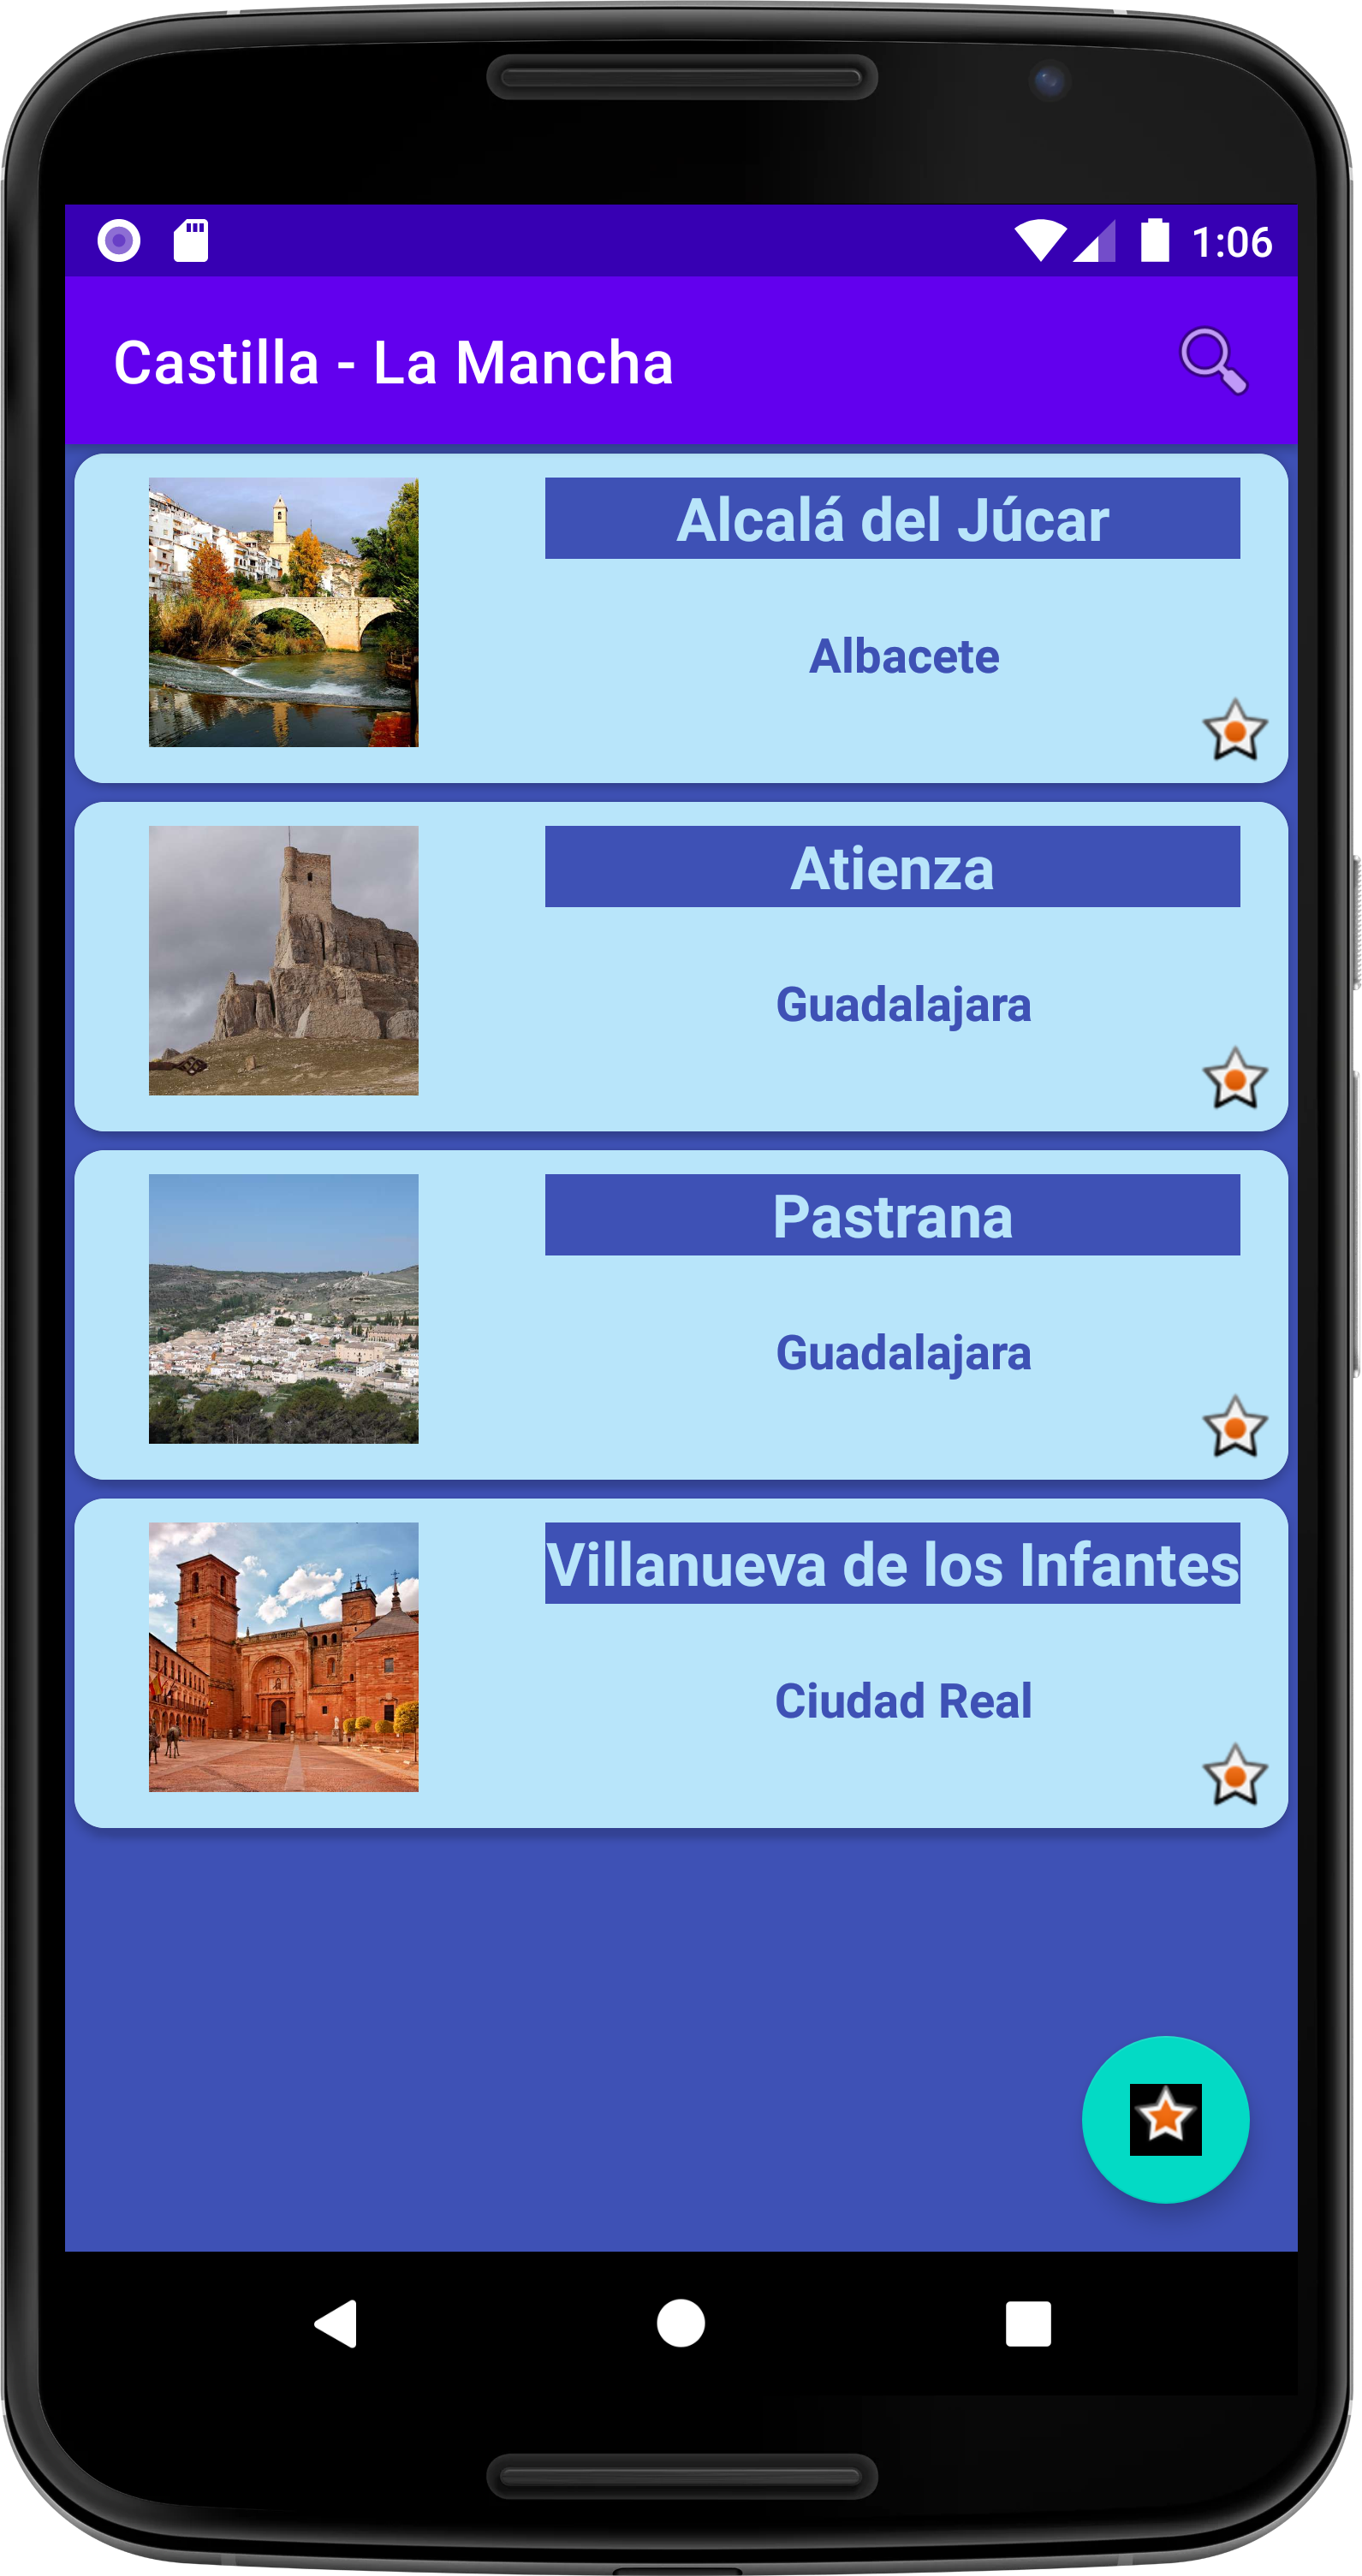 1:06
Castilla - La Mancha
Alcalá del Júcar
Albacete
Atienza
Guadalajara
Pastrana
Guadalajara
Villanueva de los Infantes
Ciudad Real